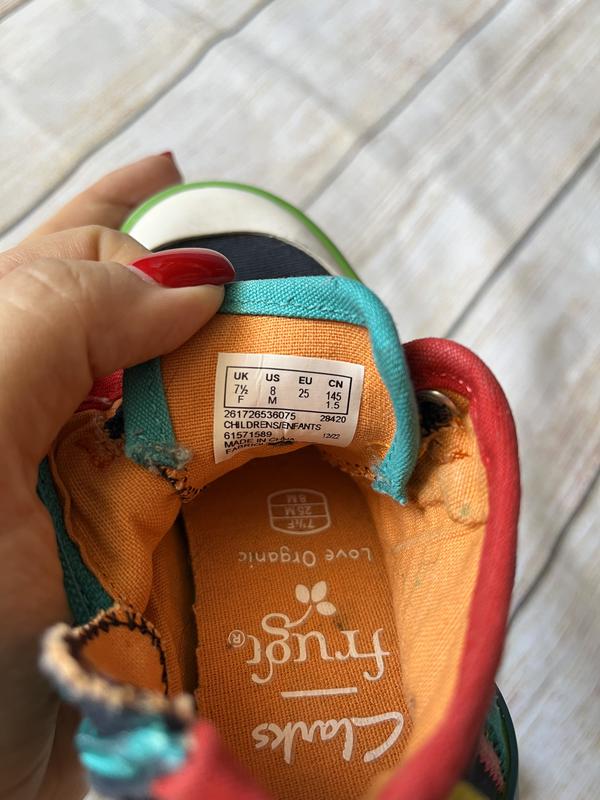 UK US EU CN
7½ 8 25 145
F M 1.5
261726536075 28420
CHILDRENS/ENFANTS
61571589 12/22
MADE IN CHINA
7½F
25M
8M
Love Organic
frugi®
Clarks